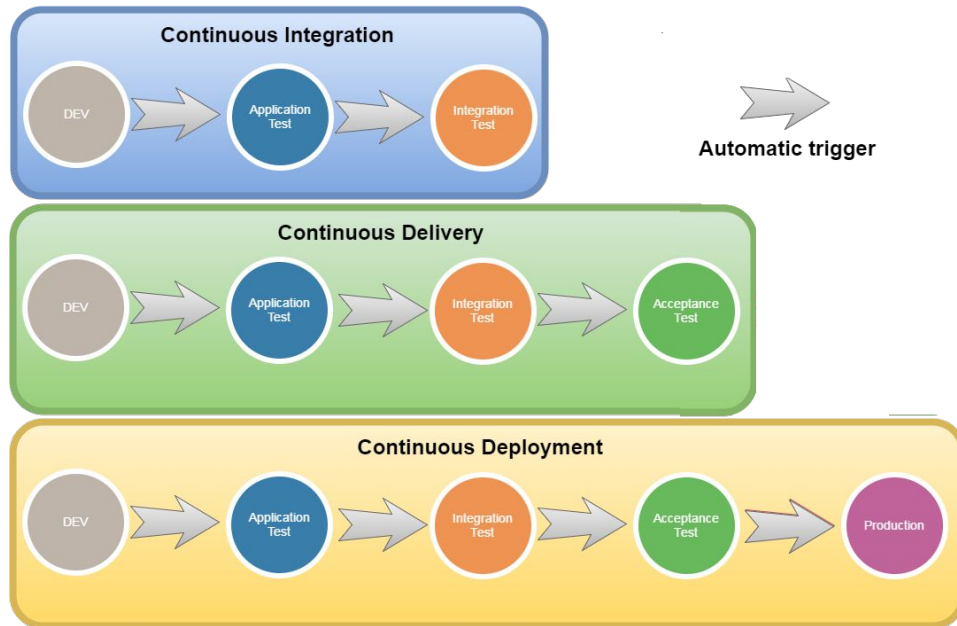 Continuous Integration
DEV
Application
Test
Integration
Test
Automatic trigger
Continuous Delivery
DEV
Application
Test
Integration
Test
Acceptance
Test
Continuous Deployment
DEV
Application
Test
Integration
Test
Acceptance
Test
Production